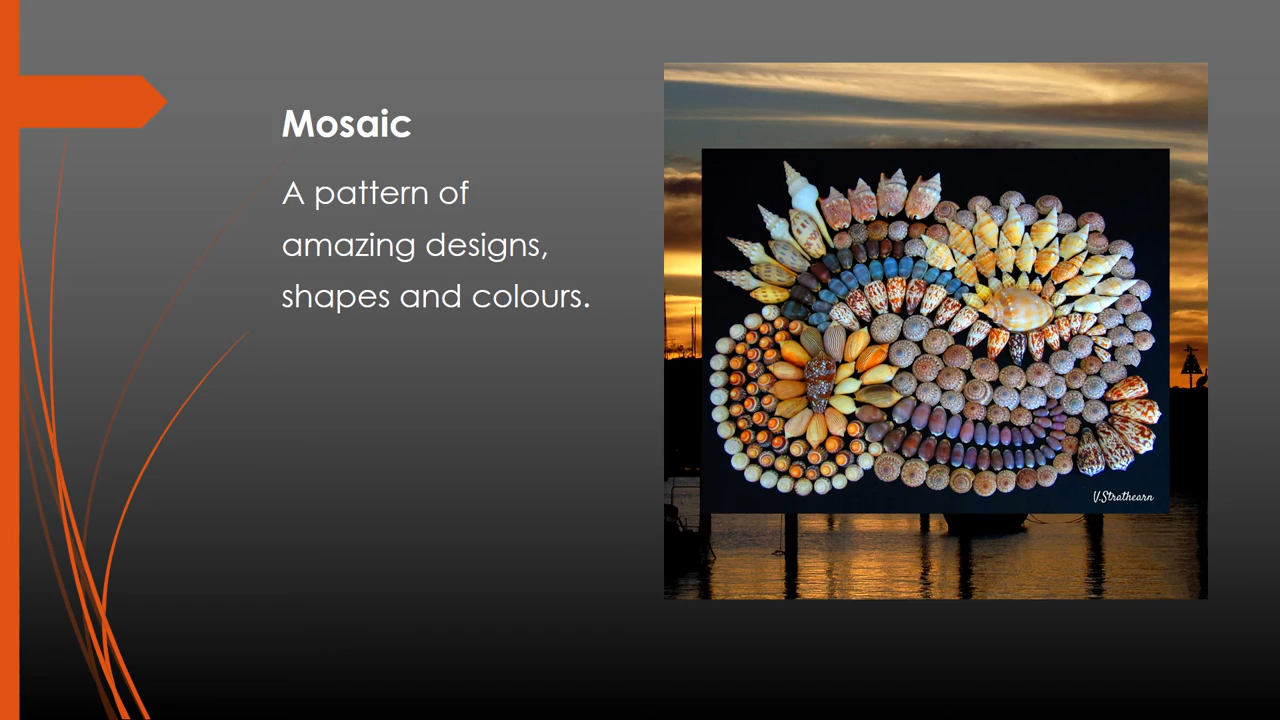 Mosaic
A pattern of
amazing designs,
shapes and colours.
V.Strathearn